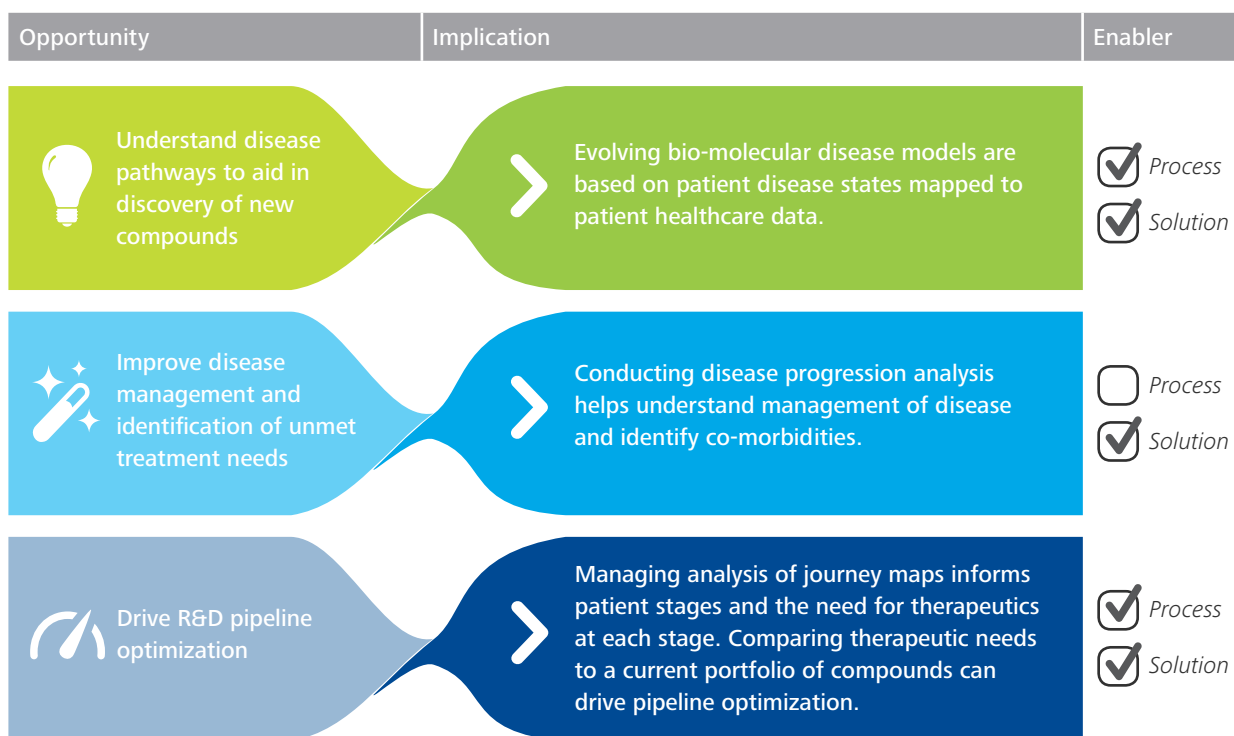 Opportunity
Implication
Enabler
Understand disease
pathways to aid in
discovery of new
compounds
Evolving bio-molecular disease models are
based on patient disease states mapped to
patient healthcare data.
Process
Solution
Improve disease
management and
identification of unmet
treatment needs
Conducting disease progression analysis
helps understand management of disease
and identify co-morbidities.
Process
Solution
Drive R&D pipeline
optimization
Managing analysis of journey maps informs
patient stages and the need for therapeutics
at each stage. Comparing therapeutic needs
to a current portfolio of compounds can
drive pipeline optimization.
Process
Solution